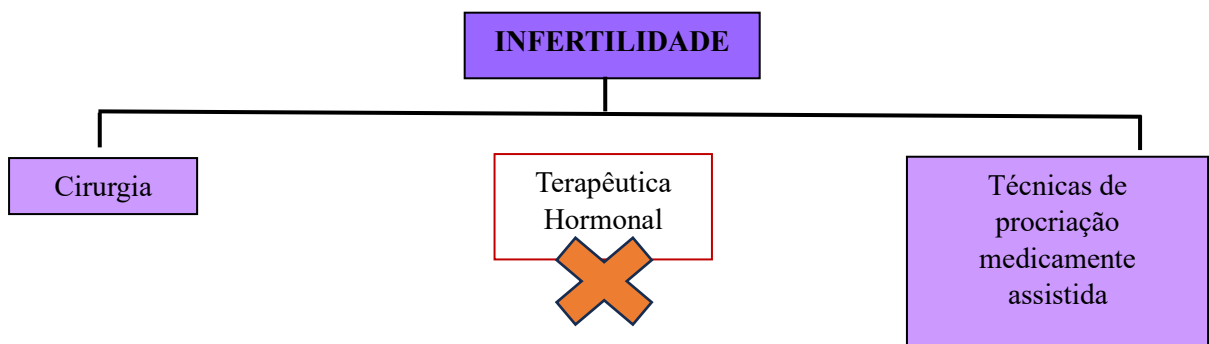 INFERTILIDADE
Cirurgia
Terapêutica
Hormonal
Técnicas de
procriação
medicamente
assistida